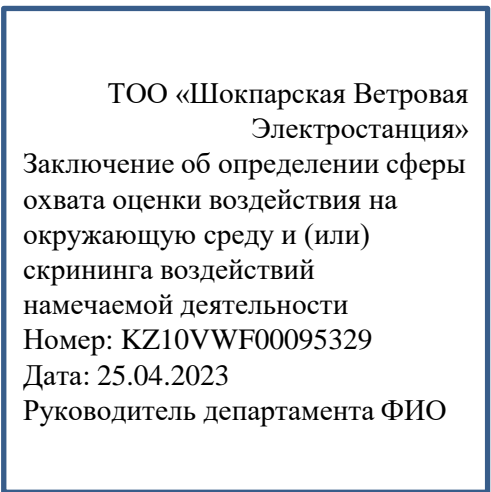 ТОО «Шокпарская Ветровая
Электростанция»
Заключение об определении сферы
охвата оценки воздействия на
окружающую среду и (или)
скрининга воздействий
намечаемой деятельности
Номер: KZ10VWF00095329
Дата: 25.04.2023
Руководитель департамента ФИО